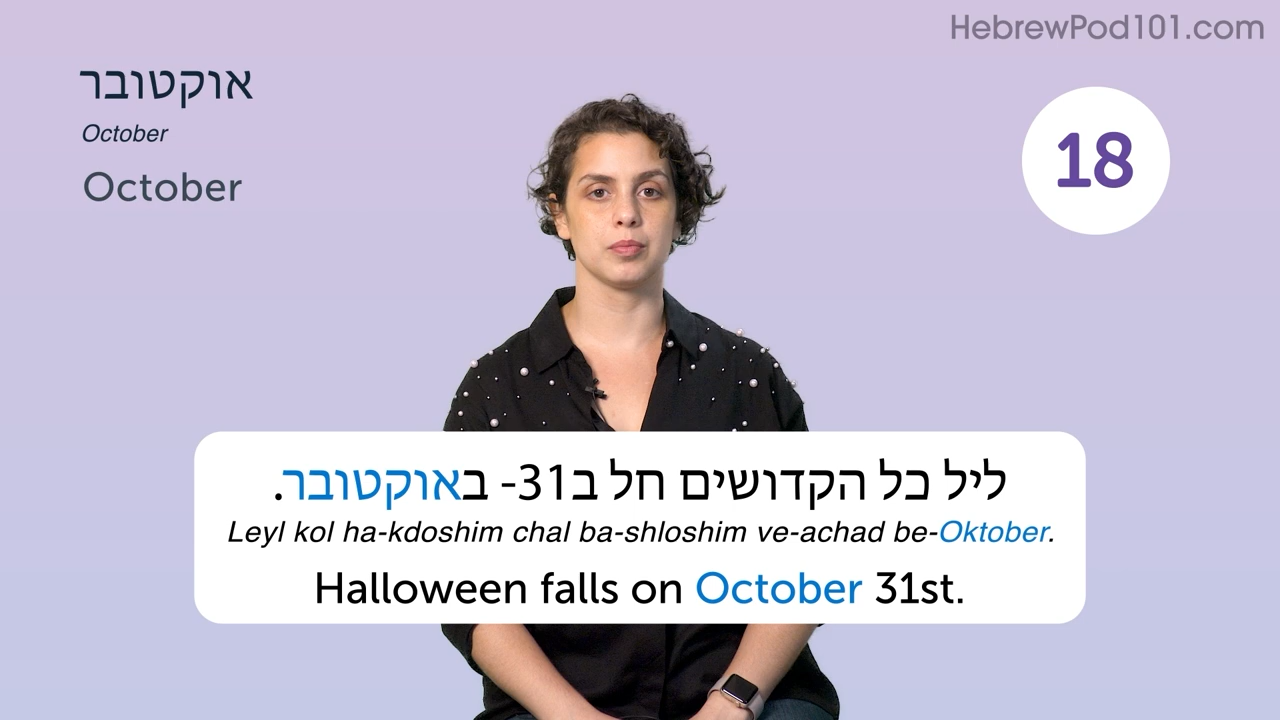 HebrewPod101.com
אוקטובר
October
October
18
ליל כל הקדושים חל ב31- באוקטובר.
Leyl kol ha-kdoshim chal ba-shloshim ve-achad be-Oktober.
Halloween falls on October 31st.